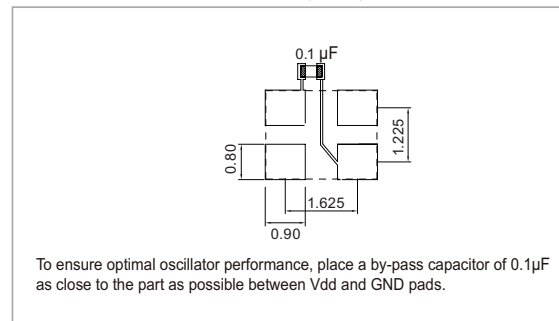 0.1 µF
1.225
0.80
1.625
0.90
To ensure optimal oscillator performance, place a by-pass capacitor of 0.1µF
as close to the part as possible between Vdd and GND pads.